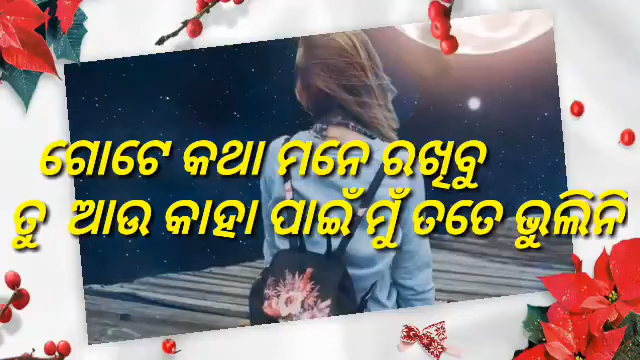 ଗୋଟେ କଥା ମନେ ରଖିବୁ
ତୁ ଆଉ କାହା ପାଇଁ ମୁଁ ତତେ ଭୁଲିନି